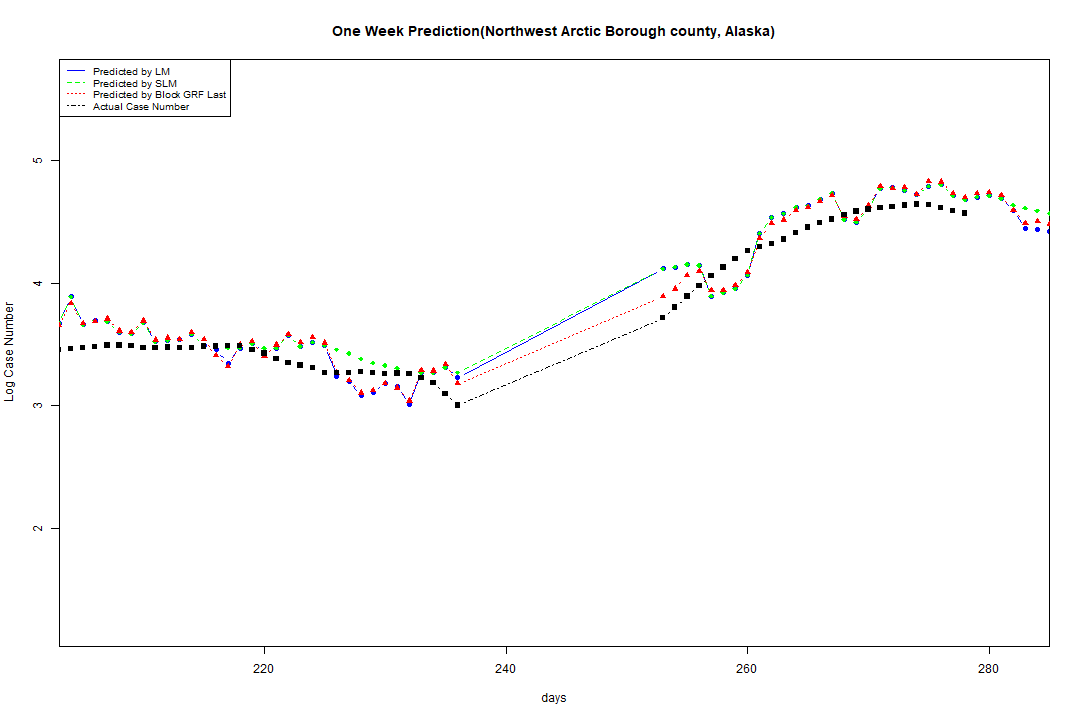 One Week Prediction(Northwest Arctic Borough county, Alaska)
Predicted by LM
Predicted by SLM
Predicted by Block GRF Last
Actual Case Number
5
4
3
2
Log Case Number
220
240
260
280
days